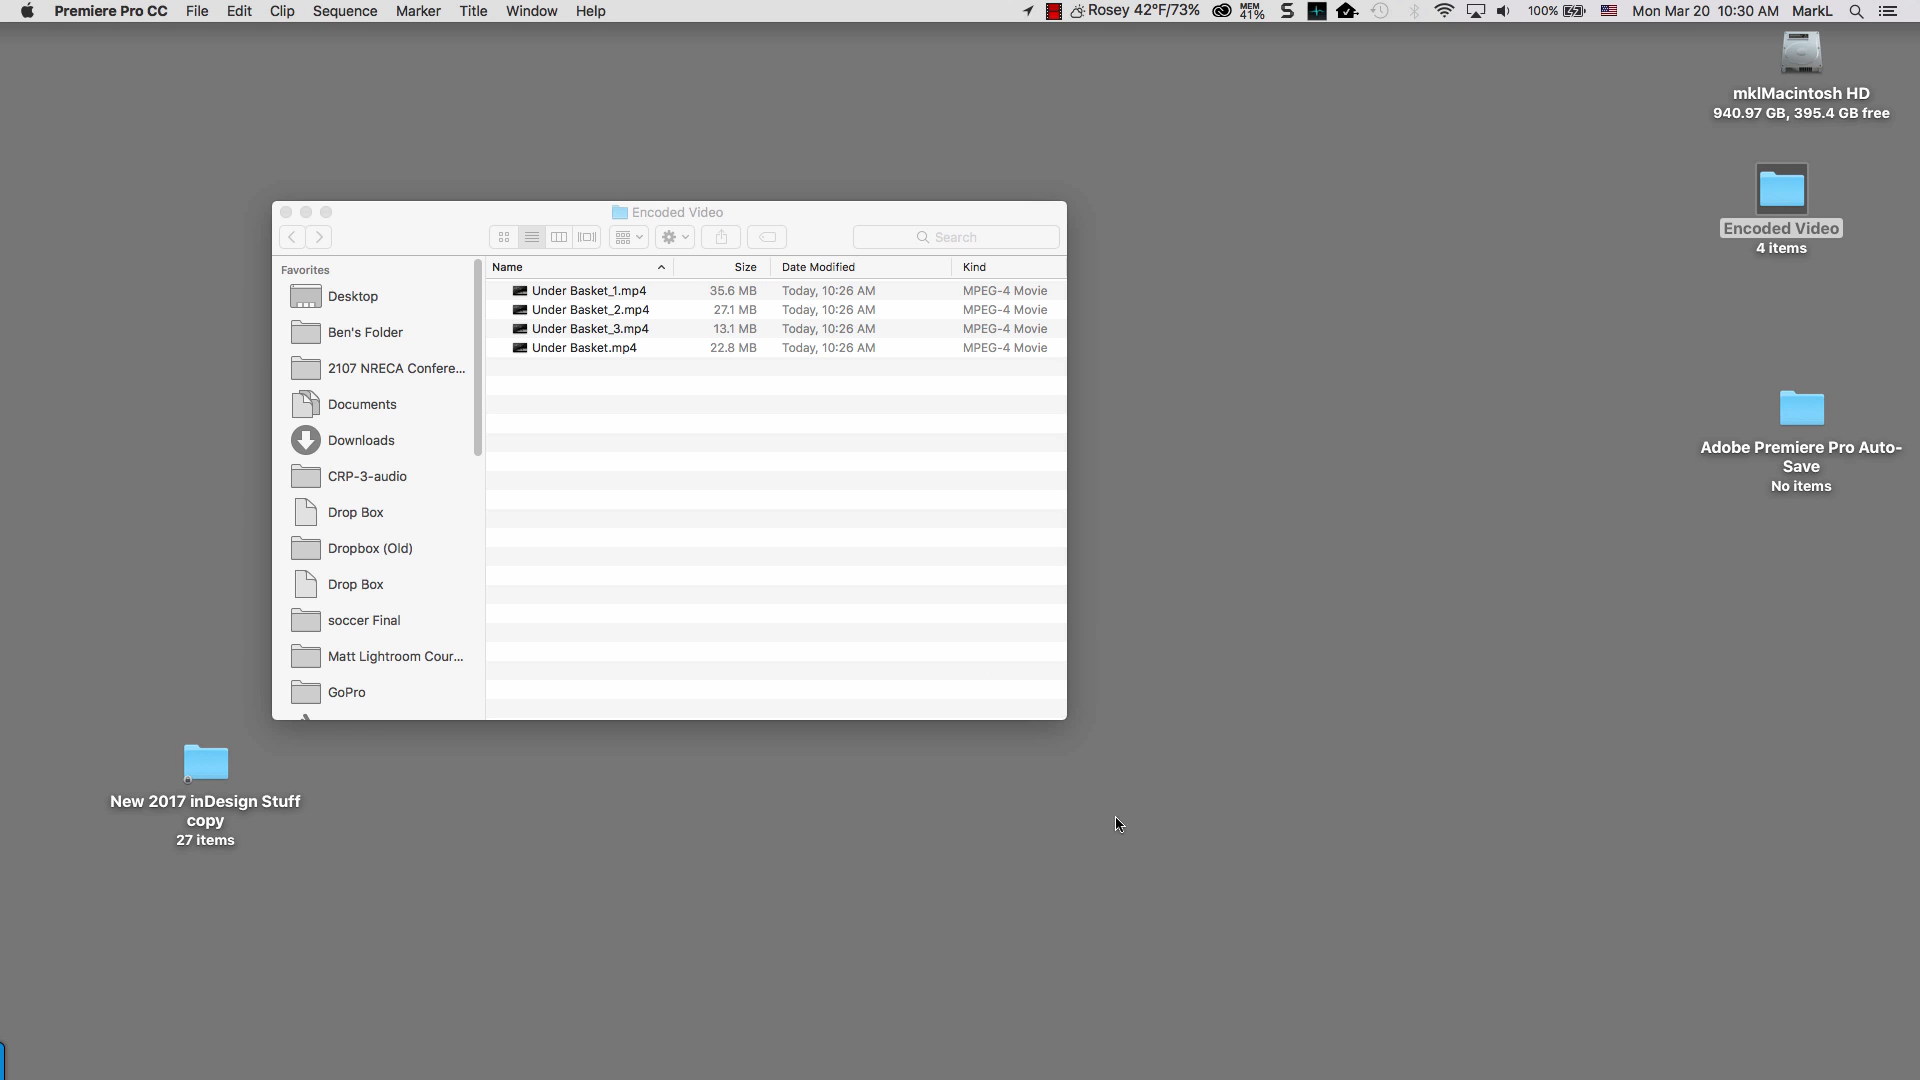 Premiere Pro CC File Edit Clip Sequence Marker Title Window Help Rosey 42°F/73% MEM 41% S 100% Mon Mar 20 10:30 AM MarkL
mklMacintosh HD
940.97 GB, 395.4 GB free
Encoded Video
4 items
Adobe Premiere Pro Auto-
Save
No items
Encoded Video
Search
Favorites
Desktop
Ben's Folder
2107 NRECA Confere...
Documents
Downloads
CRP-3-audio
Drop Box
Dropbox (Old)
Drop Box
soccer Final
Matt Lightroom Cour...
GoPro
Name Size Date Modified Kind
Under Basket_1.mp4 35.6 MB Today, 10:26 AM MPEG-4 Movie
Under Basket_2.mp4 27.1 MB Today, 10:26 AM MPEG-4 Movie
Under Basket_3.mp4 13.1 MB Today, 10:26 AM MPEG-4 Movie
Under Basket.mp4 22.8 MB Today, 10:26 AM MPEG-4 Movie
New 2017 inDesign Stuff
copy
27 items